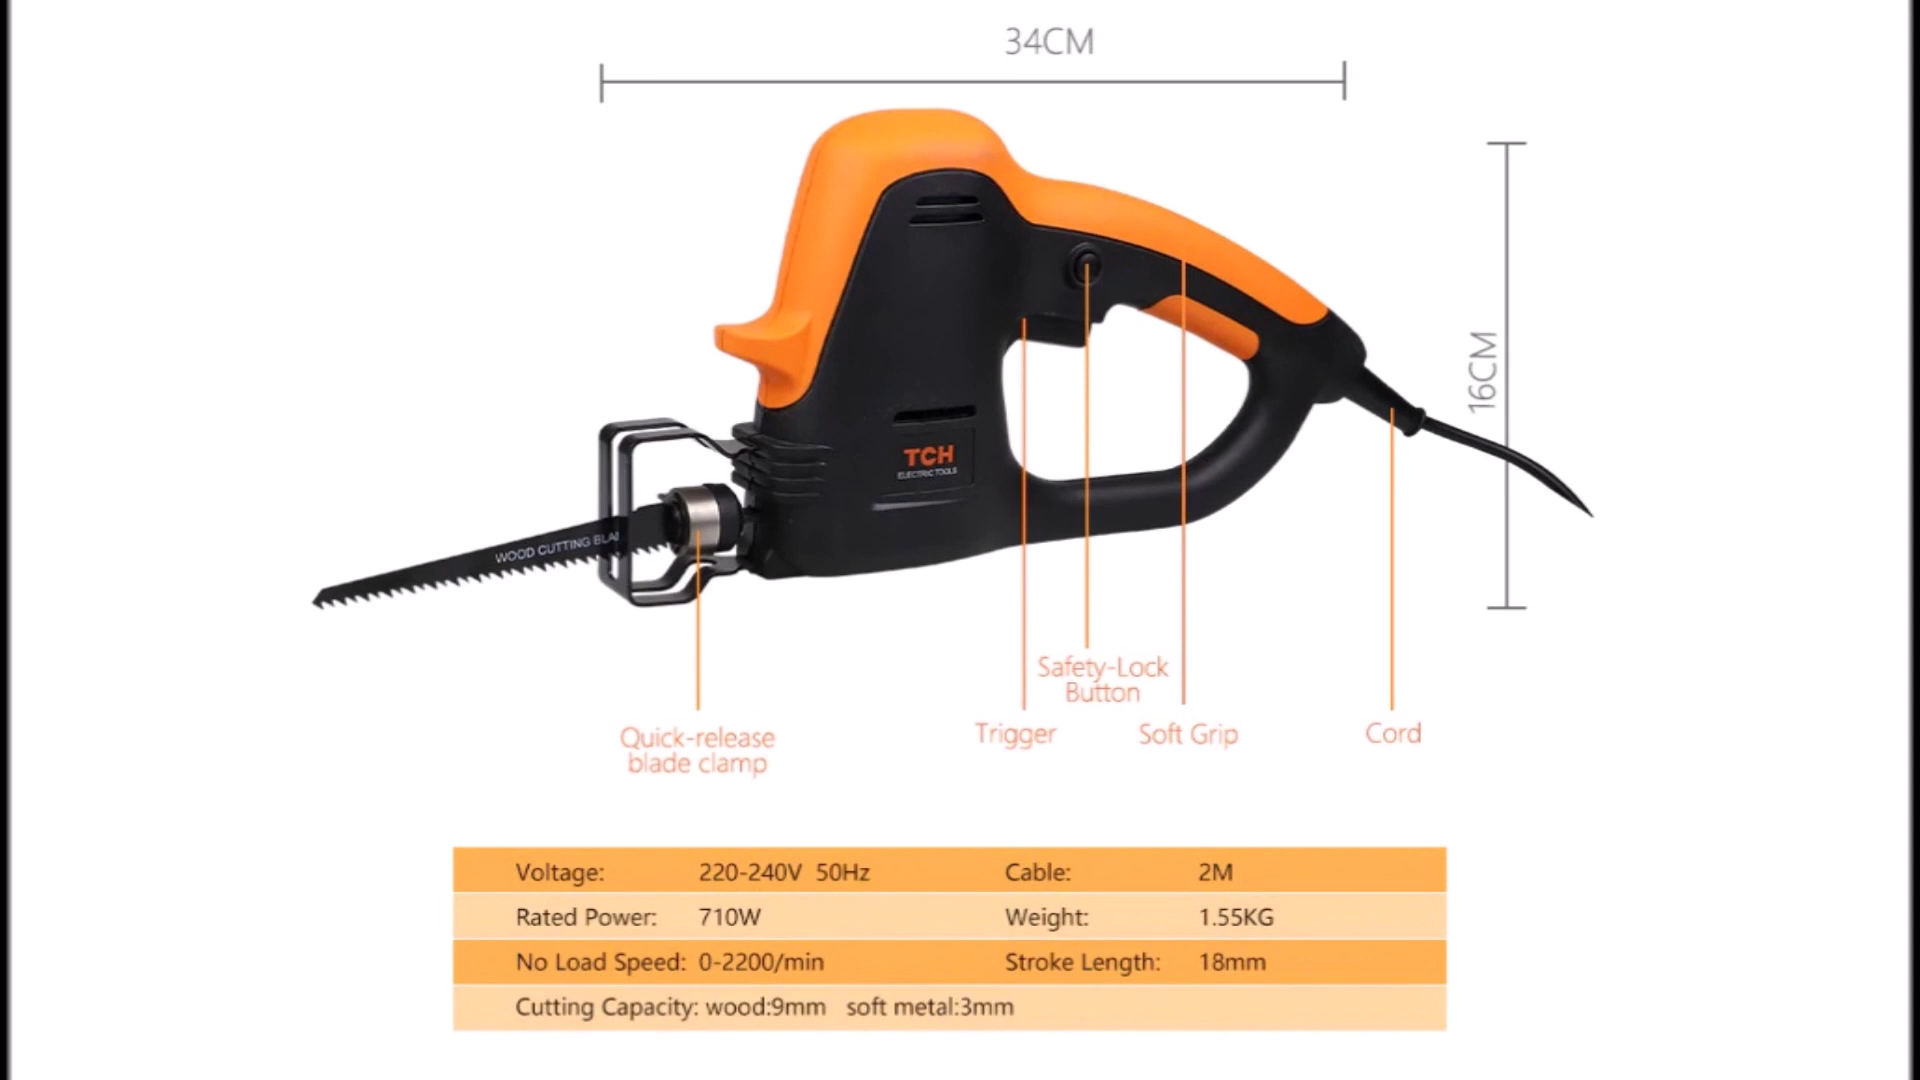 34CM
16CM
TCH
ELECTRIC TOOLS
WOOD CUTTING BLA
Safety-Lock
Button
Quick-release
blade clamp
Trigger
Soft Grip
Cord
Voltage: 220-240V 50Hz Cable: 2M
Rated Power: 710W Weight: 1.55KG
No Load Speed: 0-2200/min Stroke Length: 18mm
Cutting Capacity: wood:9mm soft metal:3mm